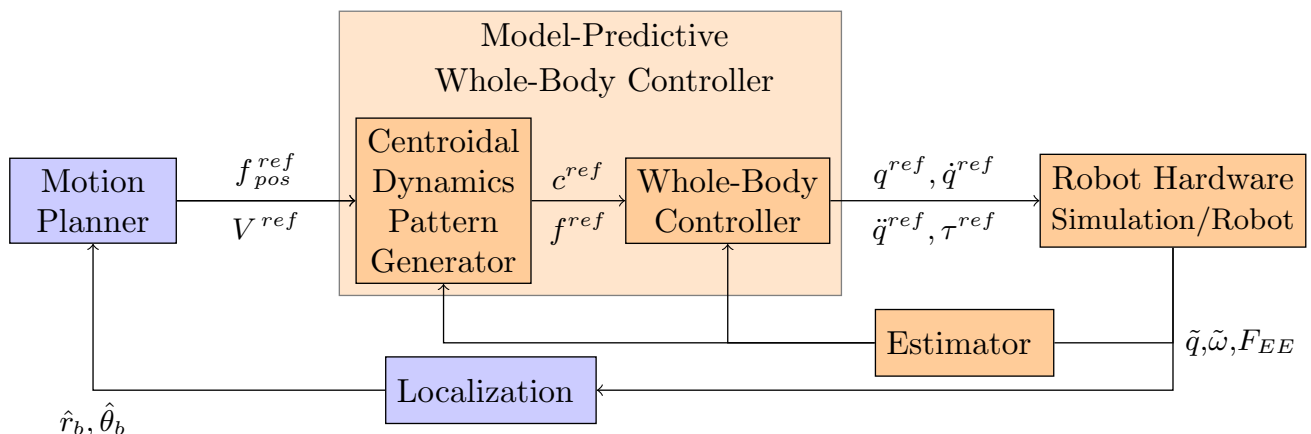 Model-Predictive
Whole-Body Controller
Motion
Planner
f_{pos}^{ref}
V^{ref}
Centroidal
Dynamics
Pattern
Generator
c^{ref}
f^{ref}
Whole-Body
Controller
q^{ref}, q̇^{ref}
q̈^{ref}, τ^{ref}
Robot Hardware
Simulation/Robot
Estimator
q̃,ω̃,F_{EE}
Localization
r̂_b, θ̂_b